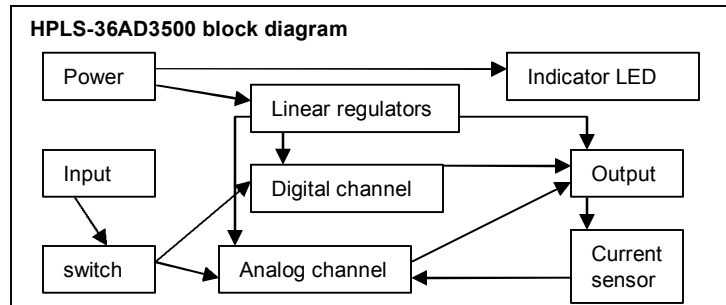 HPLS-36AD3500 block diagram
Power
Indicator LED
Linear regulators
Input
Digital channel
Output
switch
Analog channel
Current
sensor